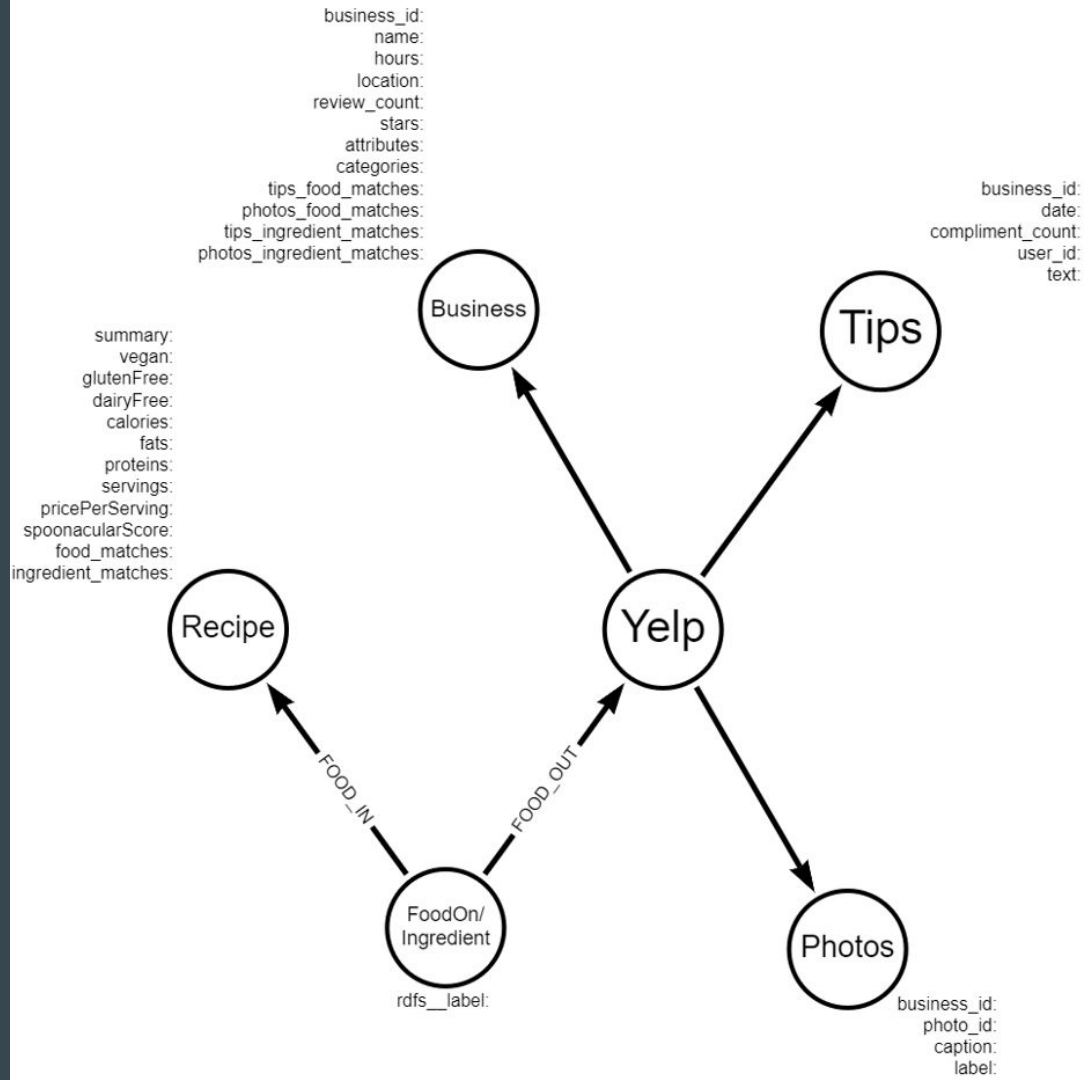 business_id:
name:
hours:
location:
review_count:
stars:
attributes:
categories:
tips_food_matches:
photos_food_matches:
tips_ingredient_matches:
photos_ingredient_matches:
Business
business_id:
date:
compliment_count:
user_id:
text:
Tips
summary:
vegan:
glutenFree:
dairyFree:
calories:
fats:
proteins:
servings:
pricePerServing:
spoonacularScore:
food_matches:
ingredient_matches:
Recipe
Yelp
FOOD_IN
FOOD_OUT
FoodOn/
Ingredient
rdfs__label:
Photos
business_id:
photo_id:
caption:
label: